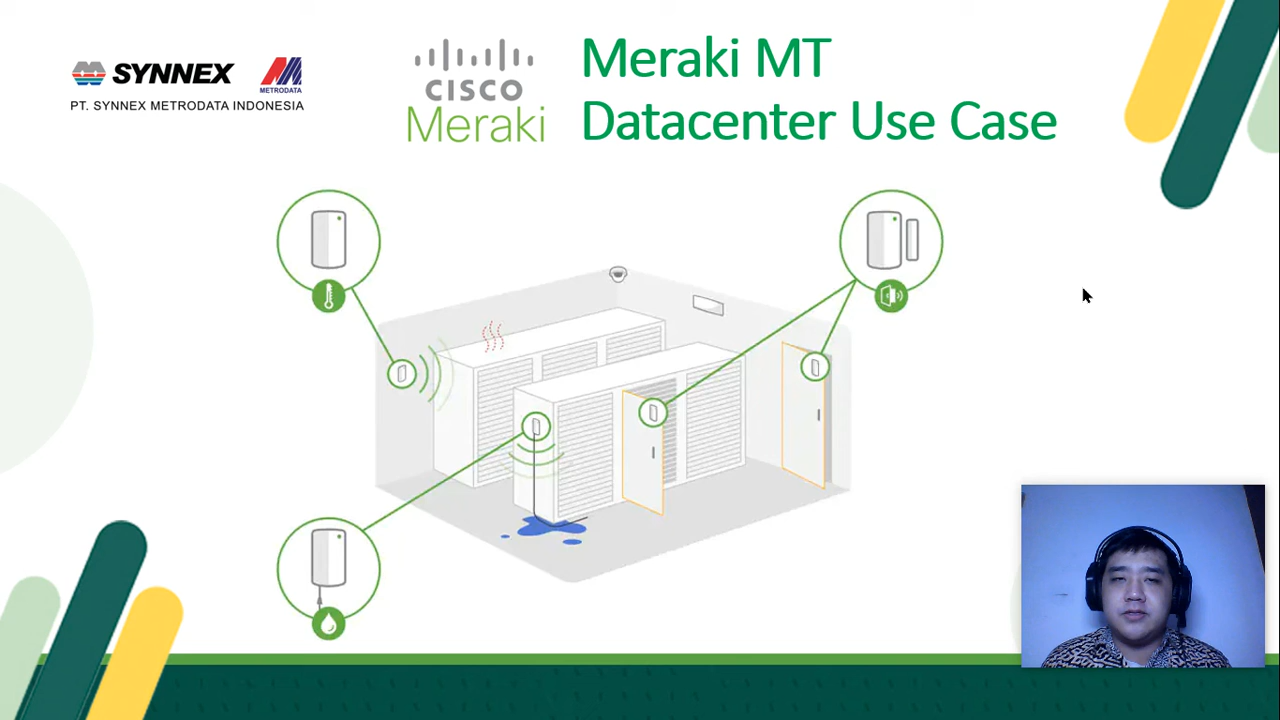 SYNNEX
METRODATA
PT. SYNNEX METRODATA INDONESIA
CISCO
Meraki
Meraki MT
Datacenter Use Case